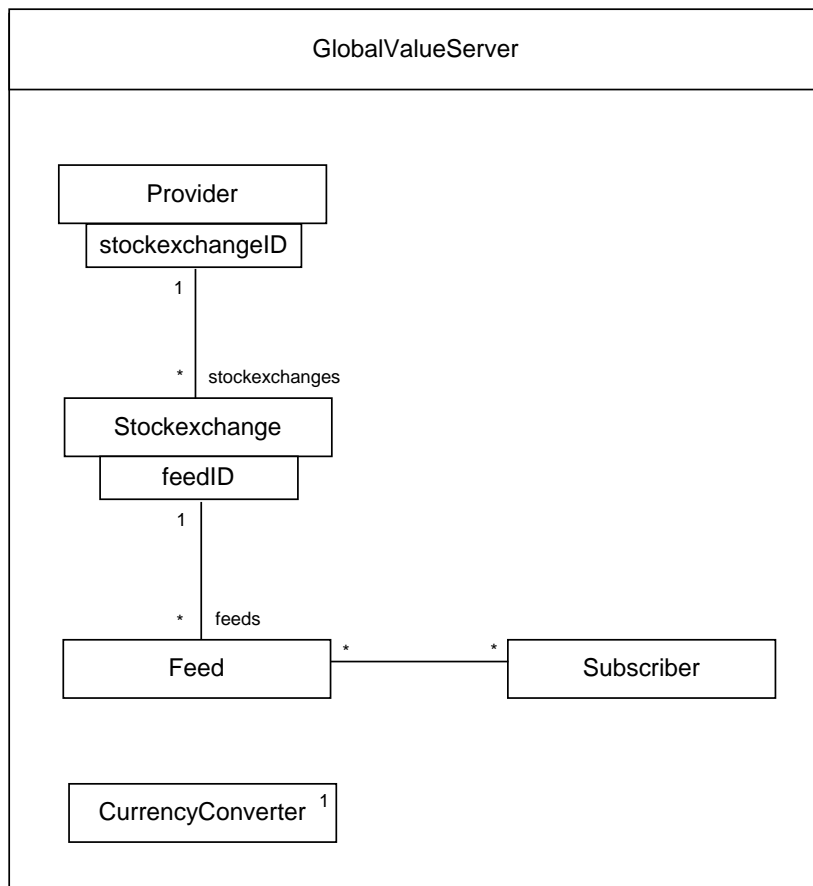 GlobalValueServer
Provider
stockexchangeID
1
* stockexchanges
Stockexchange
feedID
1
* feeds
Feed
* *
Subscriber
CurrencyConverter 1